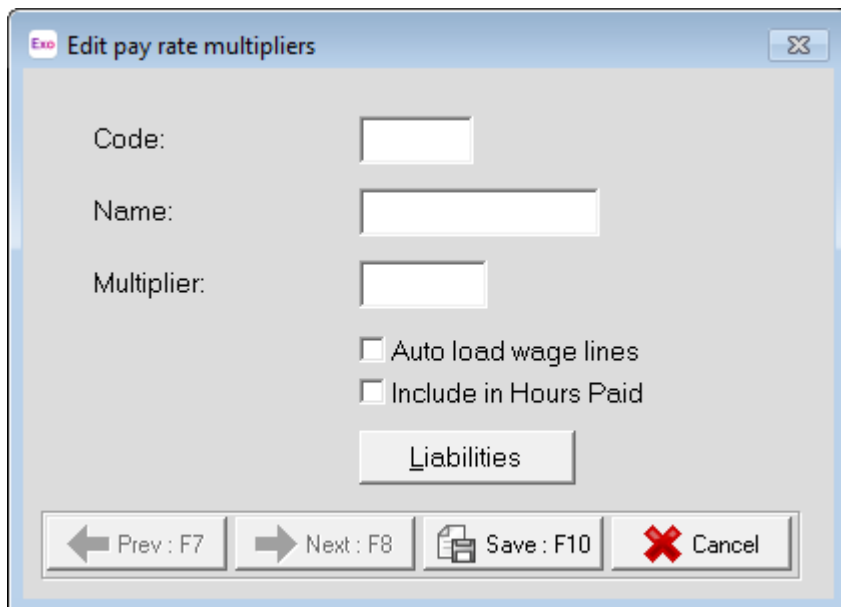 Exo Edit pay rate multipliers
Code:
Name:
Multiplier:
Auto load wage lines
Include in Hours Paid
Liabilities
Prev : F7 Next : F8 Save : F10 Cancel